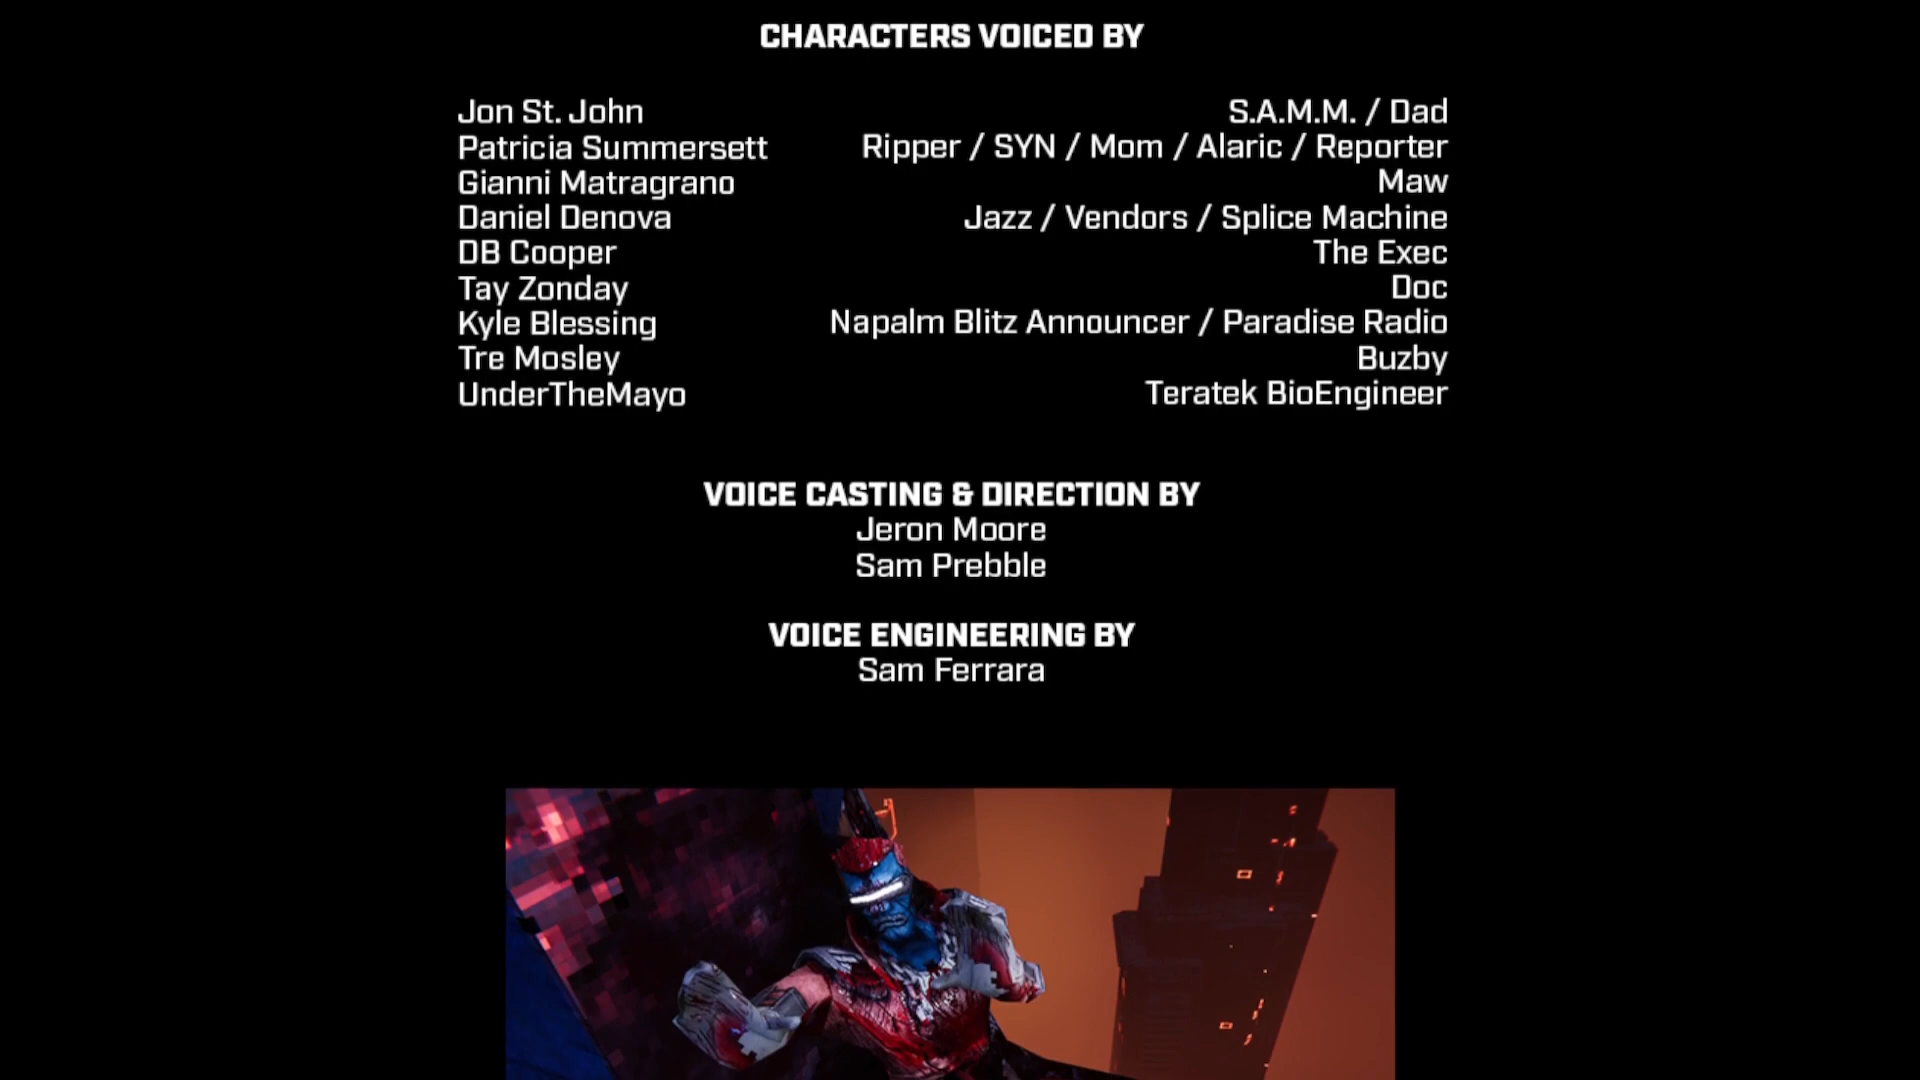 CHARACTERS VOICED BY
Jon St. John S.A.M.M. / Dad
Patricia Summersett Ripper / SYN / Mom / Alaric / Reporter
Gianni Matragrano Maw
Daniel Denova Jazz / Vendors / Splice Machine
DB Cooper The Exec
Tay Zonday Doc
Kyle Blessing Napalm Blitz Announcer / Paradise Radio
Tre Mosley Buzby
UnderTheMayo Teratek BioEngineer
VOICE CASTING & DIRECTION BY
Jeron Moore
Sam Prebble
VOICE ENGINEERING BY
Sam Ferrara